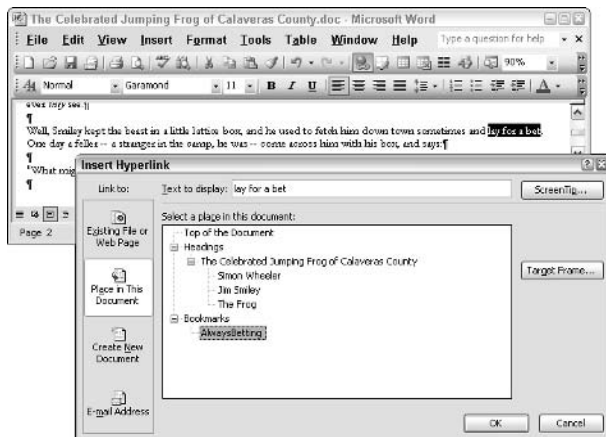 The Celebrated Jumping Frog of Calaveras County.doc - Microsoft Word
File Edit View Insert Format Tools Table Window Help Type a question for help
90%
Normal Garamond 11 B I U A
ever may see.¶
¶
Well, Smiley kept the beast in a little lattice box, and he used to fetch him down town sometimes and lay for a bet.
One day a feller -- a stranger in the camp, he was -- come across him with his box, and says:¶
¶
"What mig
¶
Page 2
Insert Hyperlink
Link to:
Text to display: lay for a bet
ScreenTip...
Existing File or
Web Page
Place in This
Document
Create New
Document
E-mail Address
Select a place in this document:
Top of the Document
Headings
The Celebrated Jumping Frog of Calaveras County
Simon Wheeler
Jim Smiley
The Frog
Bookmarks
AlwaysBetting
Target Frame...
OK Cancel